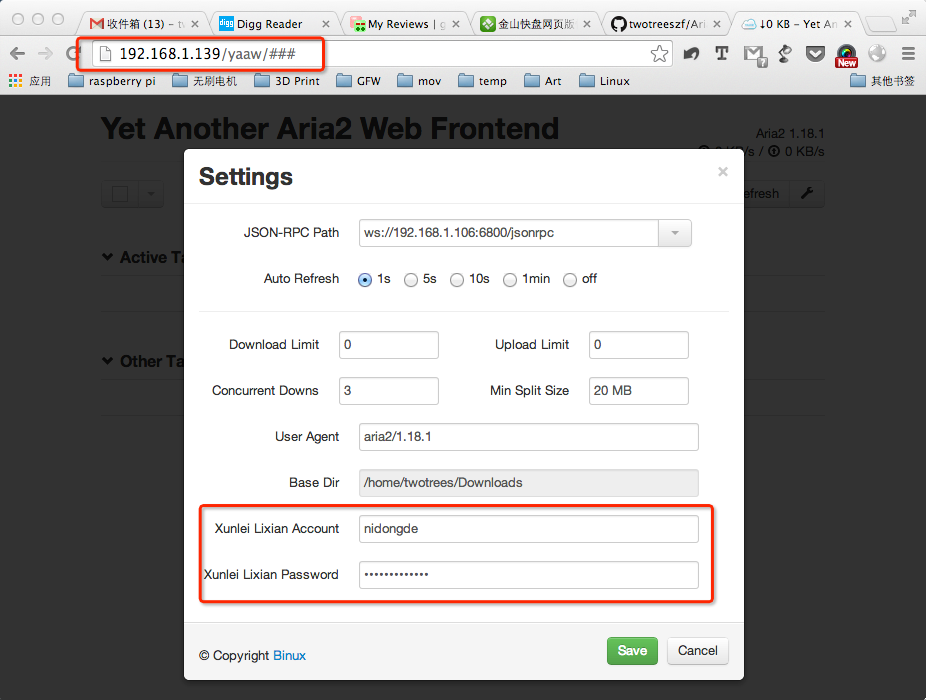 收件箱 (13) – tw
Digg Reader
My Reviews | g
金山快盘网页版
twotreeszf/Ari
↓0 KB – Yet An
192.168.1.139/yaaw/###
New
应用
raspberry pi
无刷电机
3D Print
GFW
mov
temp
Art
Linux
其他书签
Yet Another Aria2 Web Frontend
Aria2 1.18.1
KB/s / 0 KB/s
efresh
Settings
×
JSON-RPC Path
ws://192.168.1.106:6800/jsonrpc
Auto Refresh
1s
5s
10s
1min
off
Active Ta
Download Limit
0
Upload Limit
0
Other Ta
Concurrent Downs
3
Min Split Size
20 MB
User Agent
aria2/1.18.1
Base Dir
/home/twotrees/Downloads
Xunlei Lixian Account
nidongde
Xunlei Lixian Password
•••••••••••••
© Copyright Binux
Save
Cancel